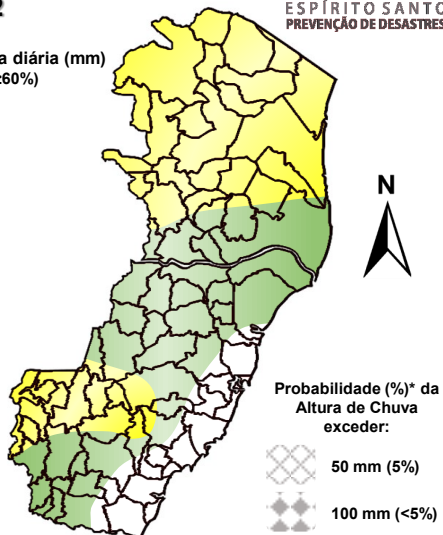 ESPÍRITO SANTO
PREVENÇÃO DE DESASTRES
diária (mm)
60%)
N
Probabilidade (%)* da
Altura de Chuva
exceder:
50 mm (5%)
100 mm (<5%)